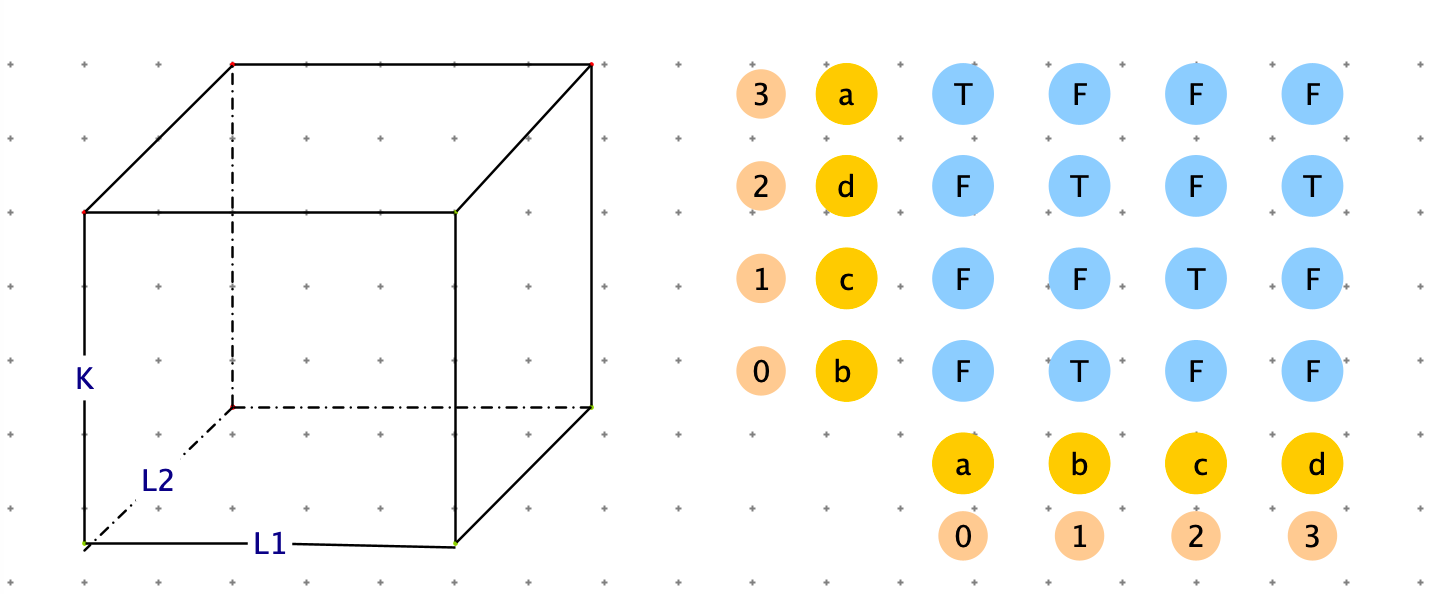 3 a T F F F
2 d F T F T
1 c F F T F
0 b F T F F
a b c d
0 1 2 3
K
L2
L1